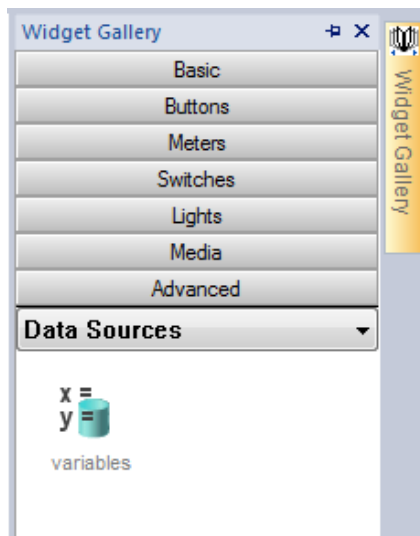 Widget Gallery
Basic
Buttons
Meters
Switches
Lights
Media
Advanced
Data Sources
x =
y =
variables
Widget Gallery